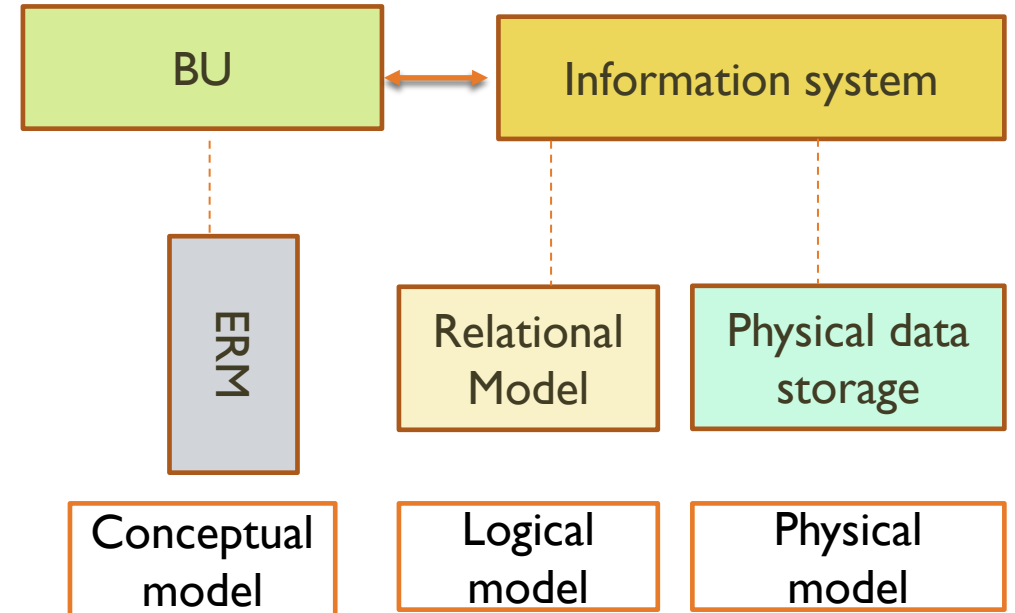 BU
Information system
ERM
Relational
Model
Physical data
storage
Conceptual
model
Logical
model
Physical
model